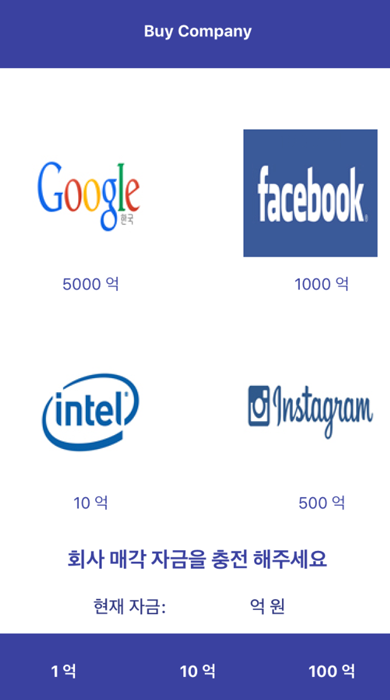 Buy Company
Google
한국
facebook
5000 억
1000 억
intel
Instagram
10 억
500 억
회사 매각 자금을 충전 해주세요
현재 자금: 억 원
1 억 10 억 100 억